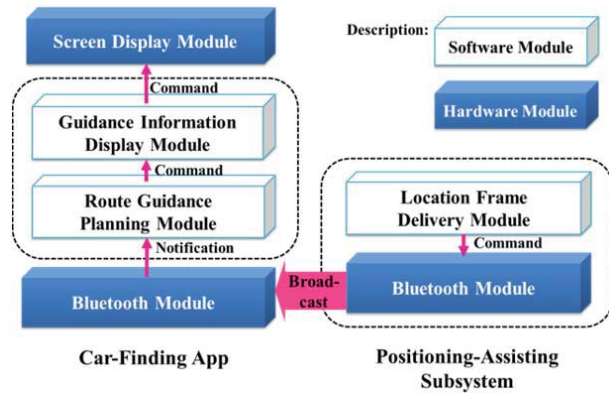 Screen Display Module
Command
Guidance Information
Display Module
Command
Route Guidance
Planning Module
Notification
Bluetooth Module
Car-Finding App
Description:
Software Module
Hardware Module
Location Frame
Delivery Module
Command
Bluetooth Module
Broad-
cast
Positioning-Assisting
Subsystem